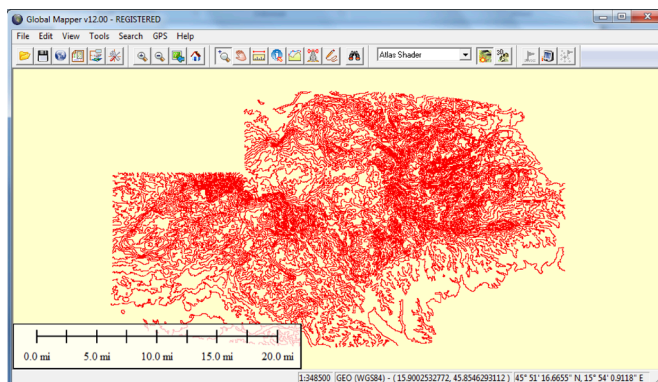 Global Mapper v12.00 - REGISTERED
File Edit View Tools Search GPS Help
Atlas Shader
0.0 mi 5.0 mi 10.0 mi 15.0 mi 20.0 mi
1:348500 GEO (WGS84) - ( 15.9002532772, 45.8546293112 ) 45° 51' 16.6655" N, 15° 54' 0.9118" E